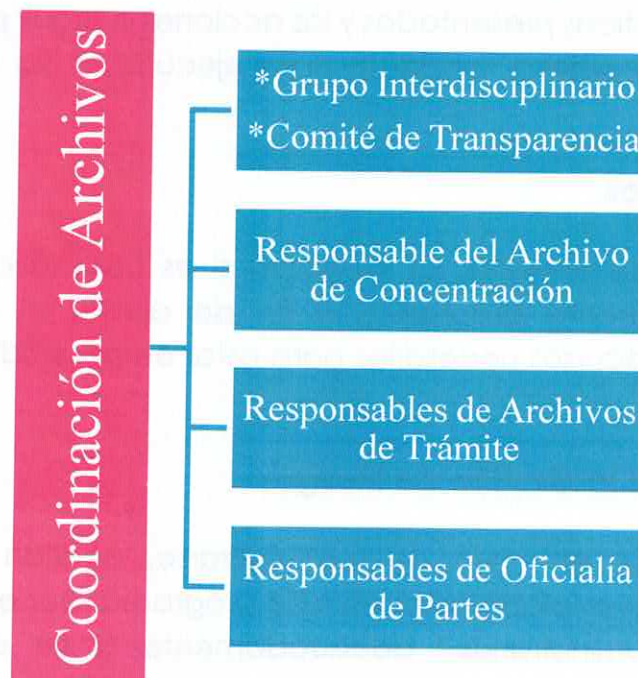 Coordinación de Archivos
*Grupo Interdisciplinario
*Comité de Transparencia
Responsable del Archivo
de Concentración
Responsables de Archivos
de Trámite
Responsables de Oficialía
de Partes